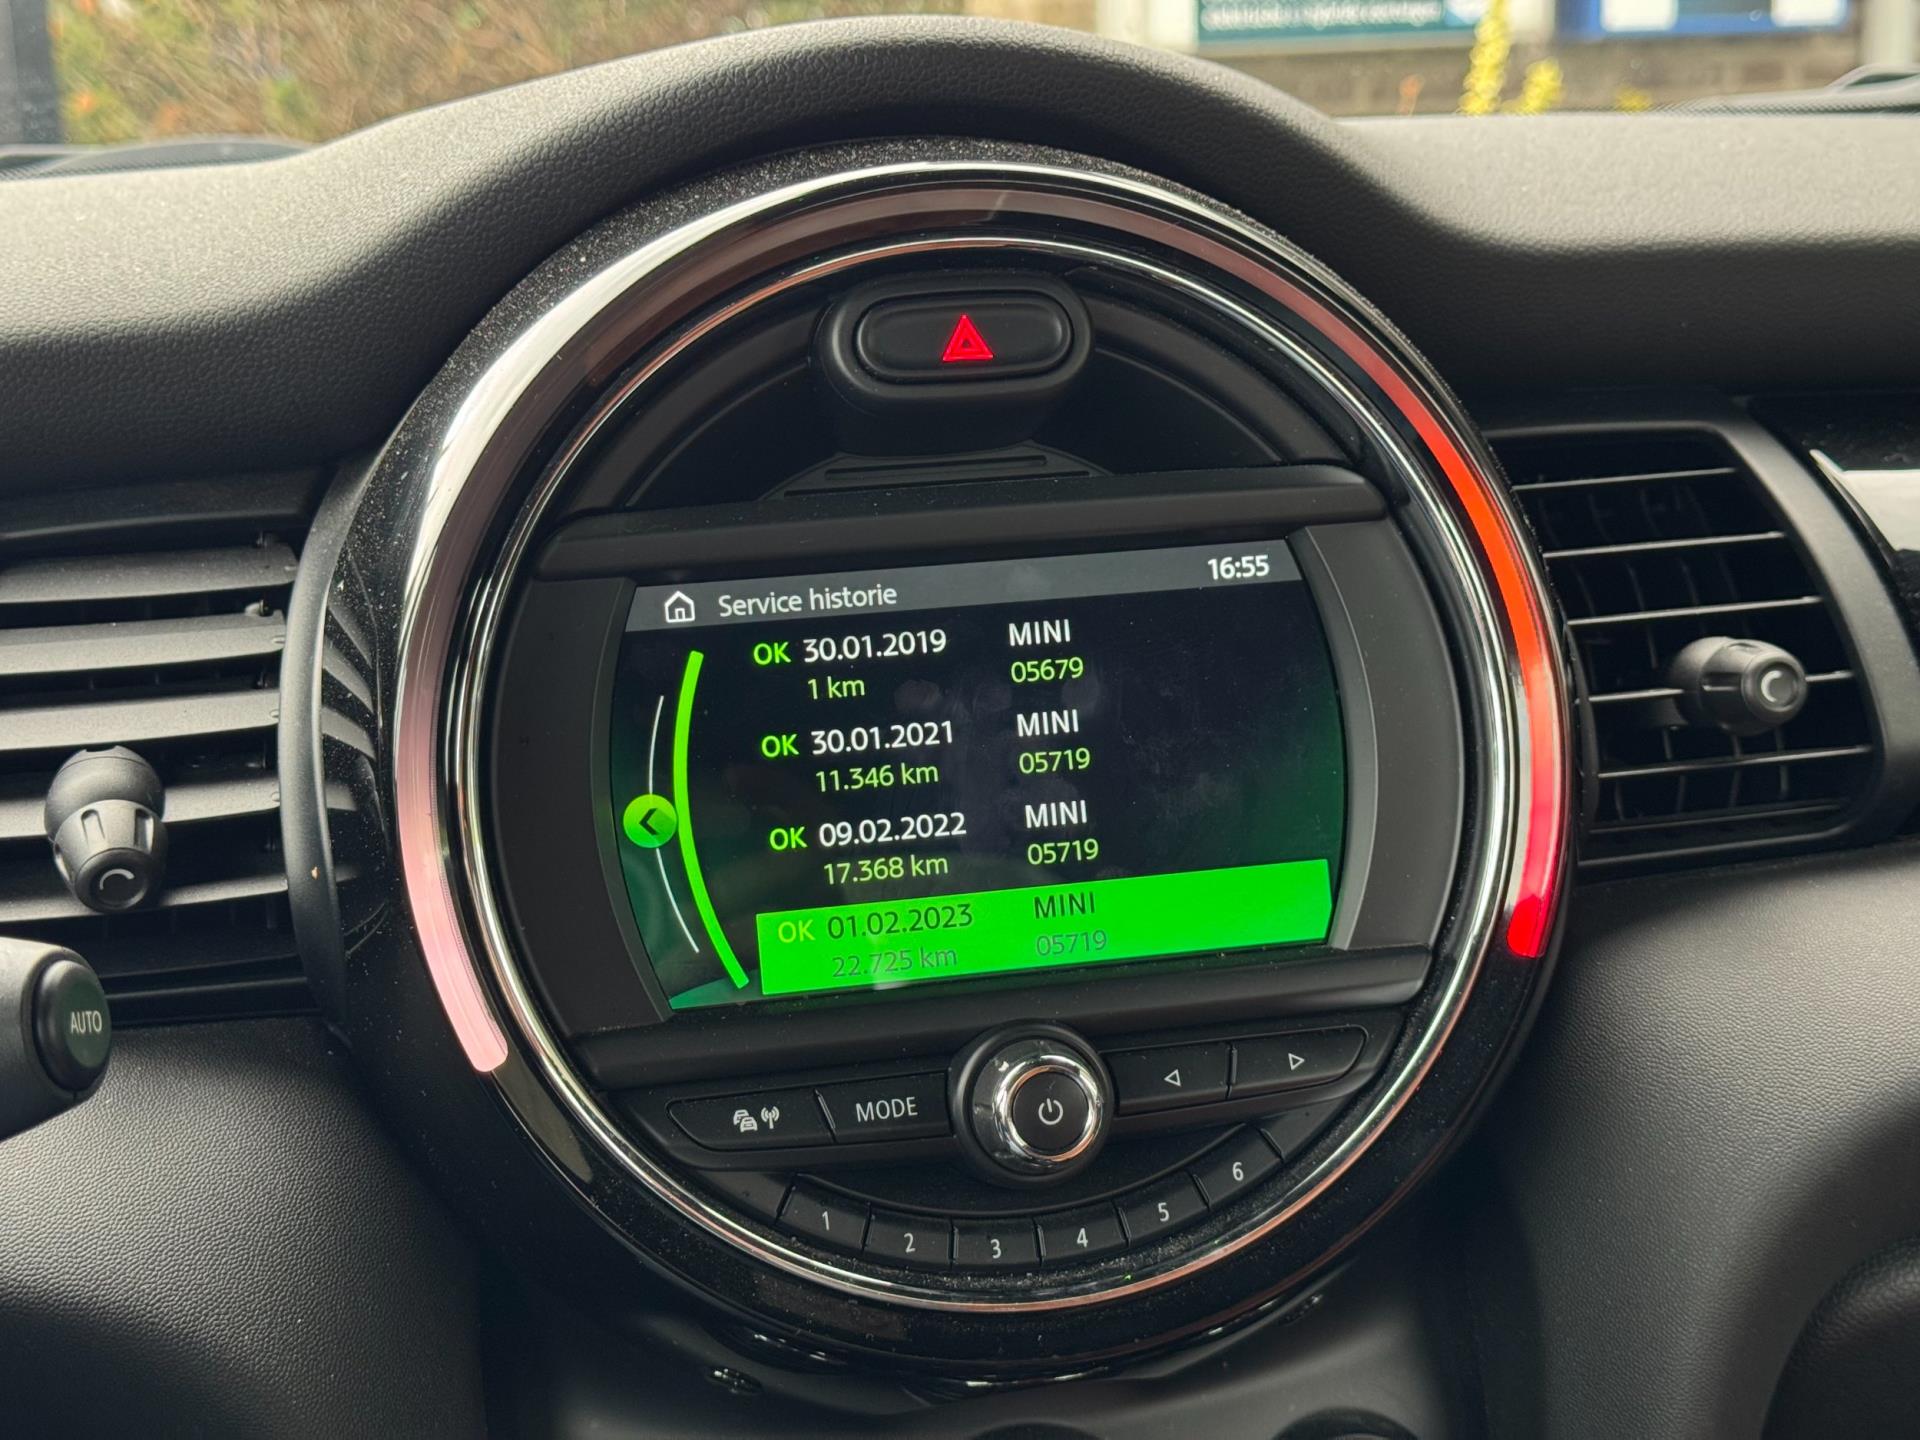 Service historie 16:55
OK 30.01.2019 MINI
1 km 05679
OK 30.01.2021 MINI
11.346 km 05719
OK 09.02.2022 MINI
17.368 km 05719
OK 01.02.2023 MINI
22.725 km 05719
AUTO
MODE
1 2 3 4 5 6